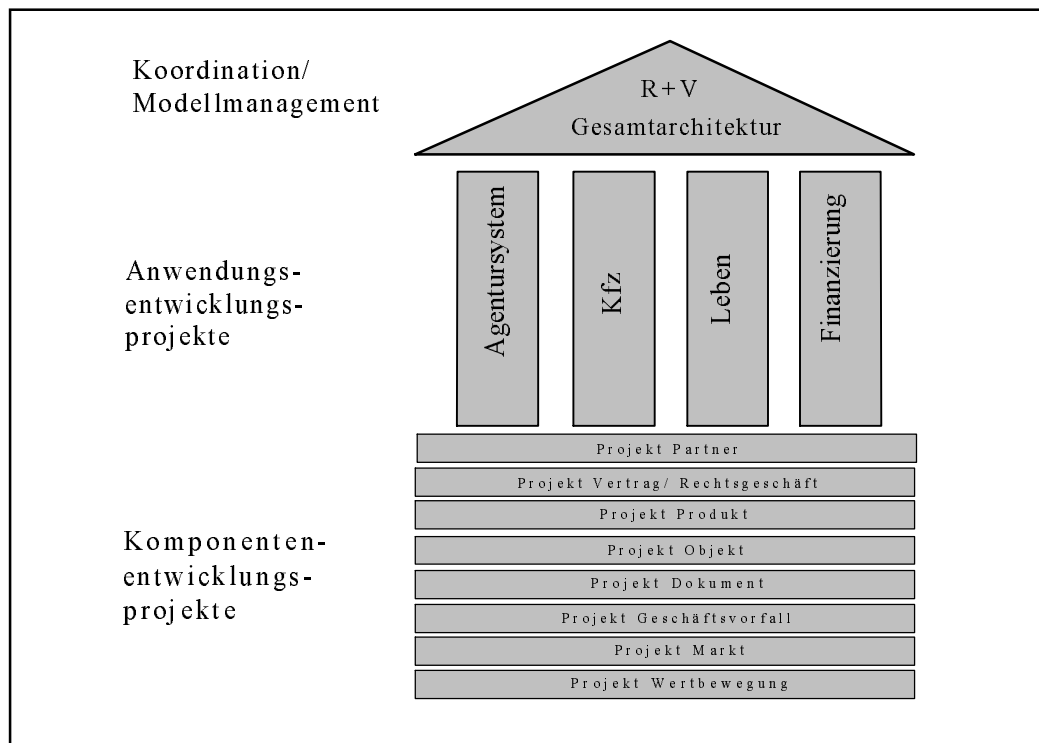 Koordination/
Modellmanagement
R+V
Gesamtarchitektur
Anwendungs-
entwicklungs-
projekte
Agentursystem
Kfz
Leben
Finanzierung
Komponenten-
entwicklungs-
projekte
Projekt Partner
Projekt Vertrag/ Rechtsgeschäft
Projekt Produkt
Projekt Objekt
Projekt Dokument
Projekt Geschäftsvorfall
Projekt Markt
Projekt Wertbewegung